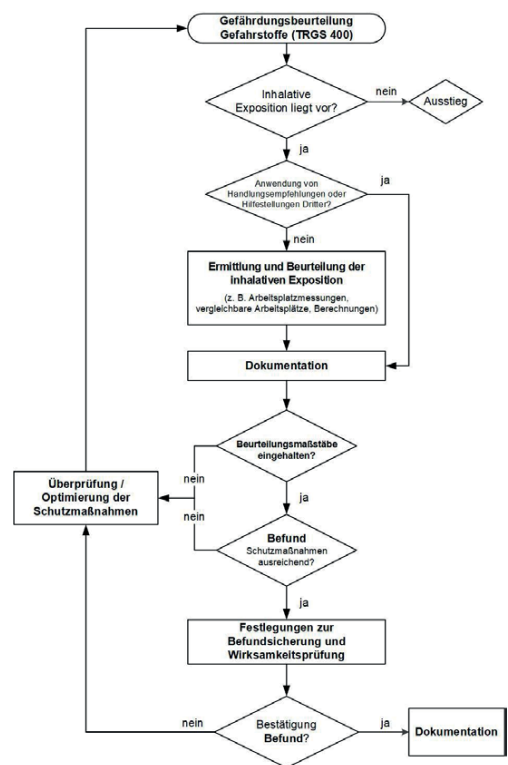 Gefährdungsbeurteilung
Gefahrstoffe (TRGS 400)
Inhalative
Exposition liegt vor?
nein
Ausstieg
ja
Anwendung von
Handlungsempfehlungen oder
Hilfestellungen Dritter?
ja
nein
Ermittlung und Beurteilung der
inhalativen Exposition
(z. B. Arbeitsplatzmessungen,
vergleichbare Arbeitsplätze, Berechnungen)
Dokumentation
Beurteilungsmaßstäbe
eingehalten?
nein
ja
Überprüfung /
Optimierung der
Schutzmaßnahmen
nein
Befund
Schutzmaßnahmen
ausreichend?
ja
Festlegungen zur
Befundsicherung und
Wirksamkeitsprüfung
nein
Bestätigung
Befund?
ja
Dokumentation